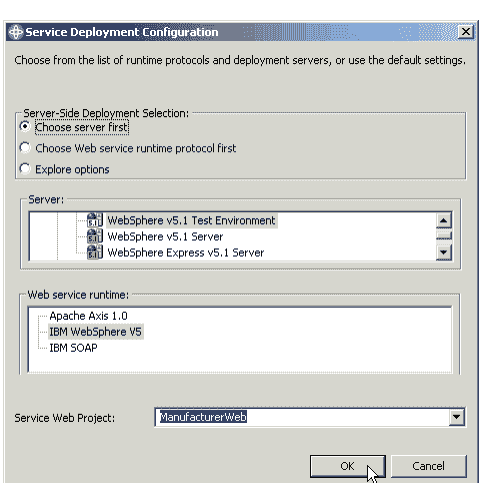 Service Deployment Configuration
Choose from the list of runtime protocols and deployment servers, or use the default settings.
Server-Side Deployment Selection:
Choose server first
Choose Web service runtime protocol first
Explore options
Server:
WebSphere v5.1 Test Environment
WebSphere v5.1 Server
WebSphere Express v5.1 Server
Web service runtime:
Apache Axis 1.0
IBM WebSphere V5
IBM SOAP
Service Web Project: ManufacturerWeb
OK Cancel